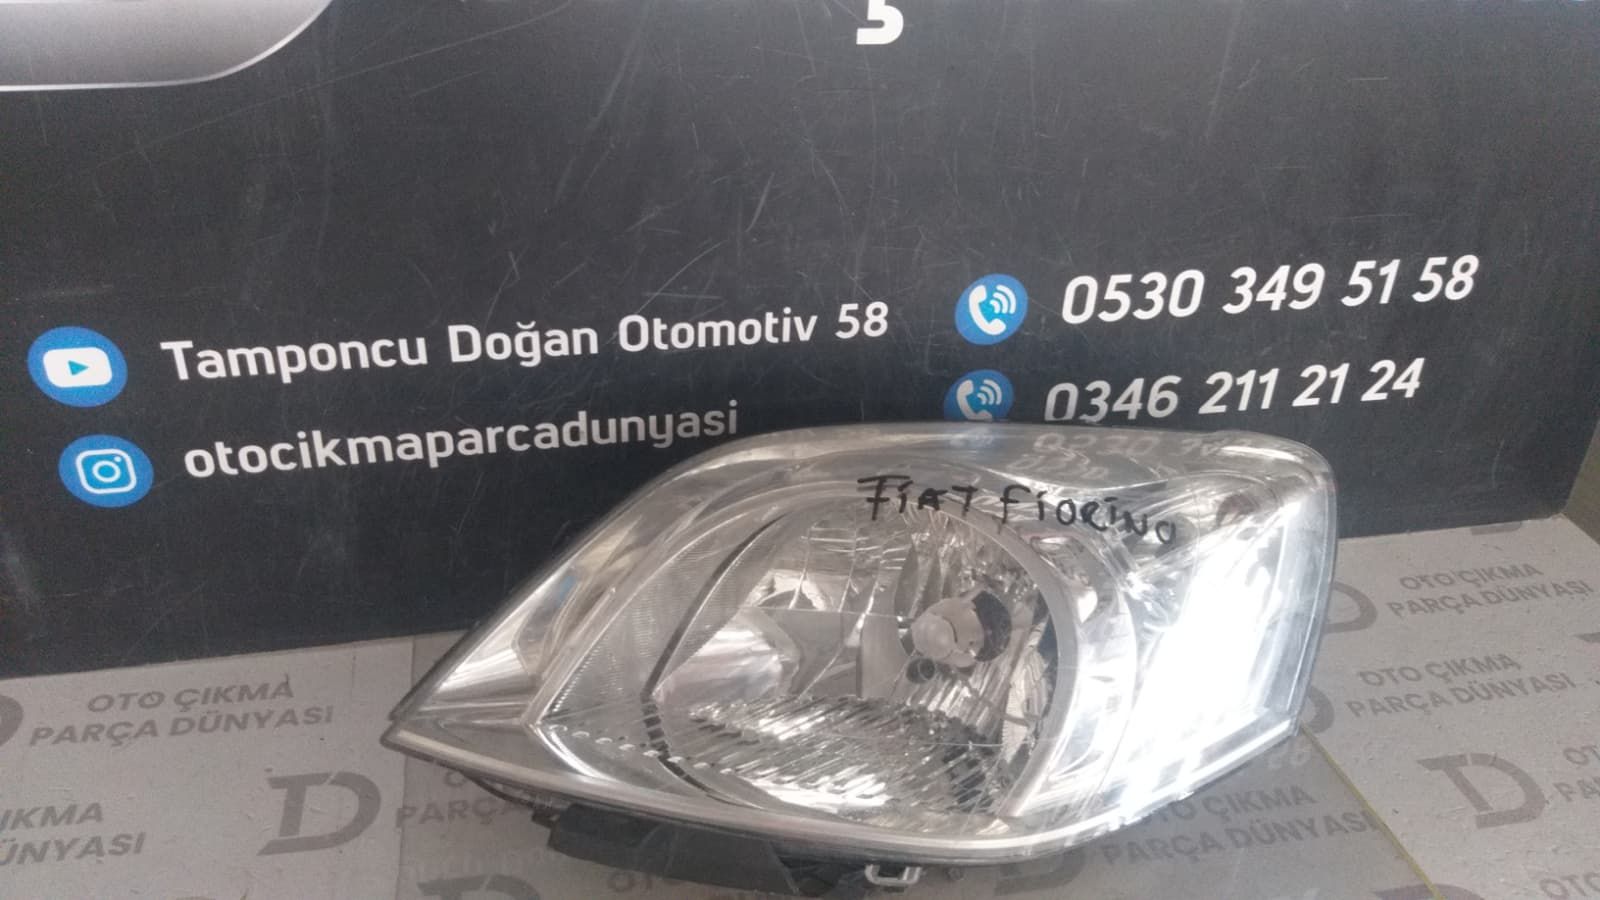 5
Tamponcu Doğan Otomotiv 58
otocikmaparcadunyasi
0530 349 51 58
0346 211 21 24
FiAT FiORiNO
OTO ÇIKMA
PARÇA DÜNYASI
OTO ÇIKMA
PARÇA DÜNYASI
OTO ÇIKMA
PARÇA DÜNYASI
OTO ÇIKMA
PARÇA DÜNYASI